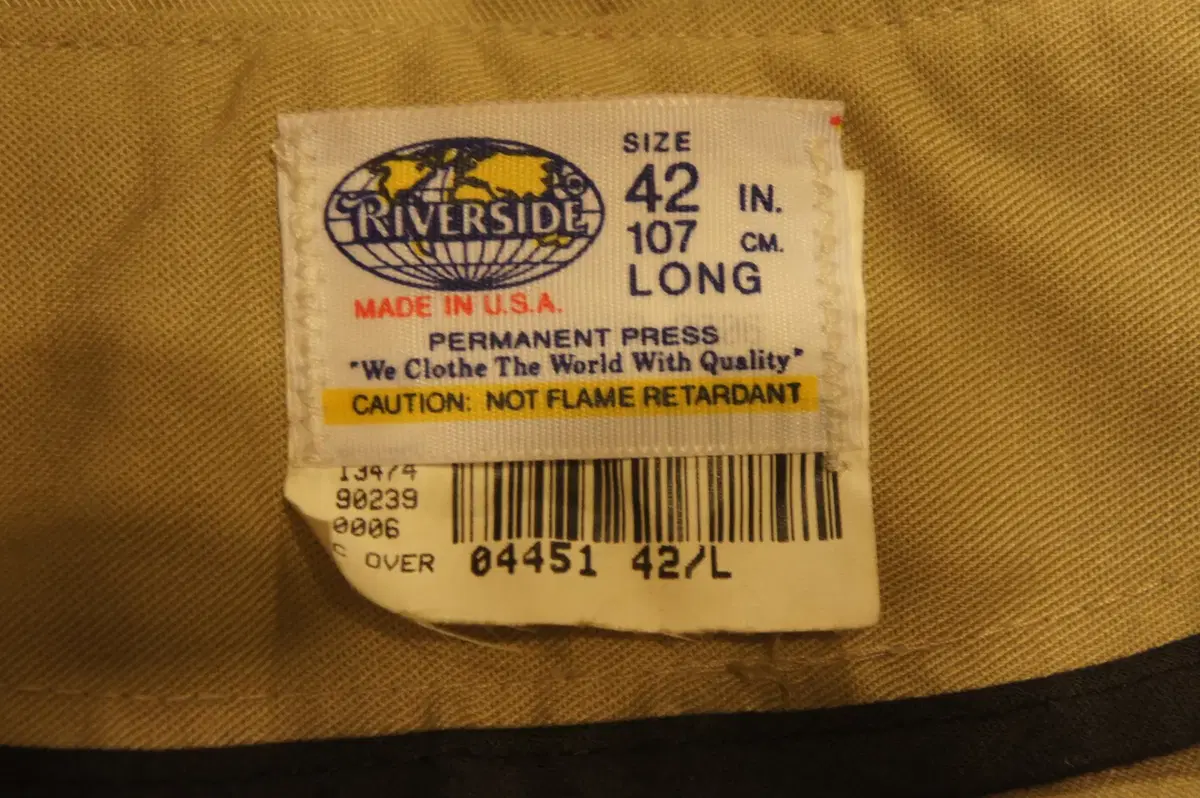 RIVERSIDE
SIZE
42 IN.
107 CM.
LONG
MADE IN U.S.A.
PERMANENT PRESS
"We Clothe The World With Quality"
CAUTION: NOT FLAME RETARDANT
13474
90239
0006
C OVER
04451 42/L